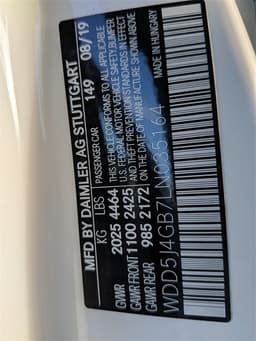 MFD BY DAIMLER AG STUTTGART
149 08/19
KG LBS PASSENGER CAR
THIS VEHICLE CONFORMS TO ALL APPLICABLE
U.S. FEDERAL MOTOR VEHICLE SAFETY, BUMPER
AND THEFT PREVENTION STANDARDS IN EFFECT
ON THE DATE OF MANUFACTURE SHOWN ABOVE
GVWR 2025 4464
GAWR FRONT 1100 2425
GAWR REAR 985 2172
MADE IN HUNGARY
WDD5J4GB7LN035164